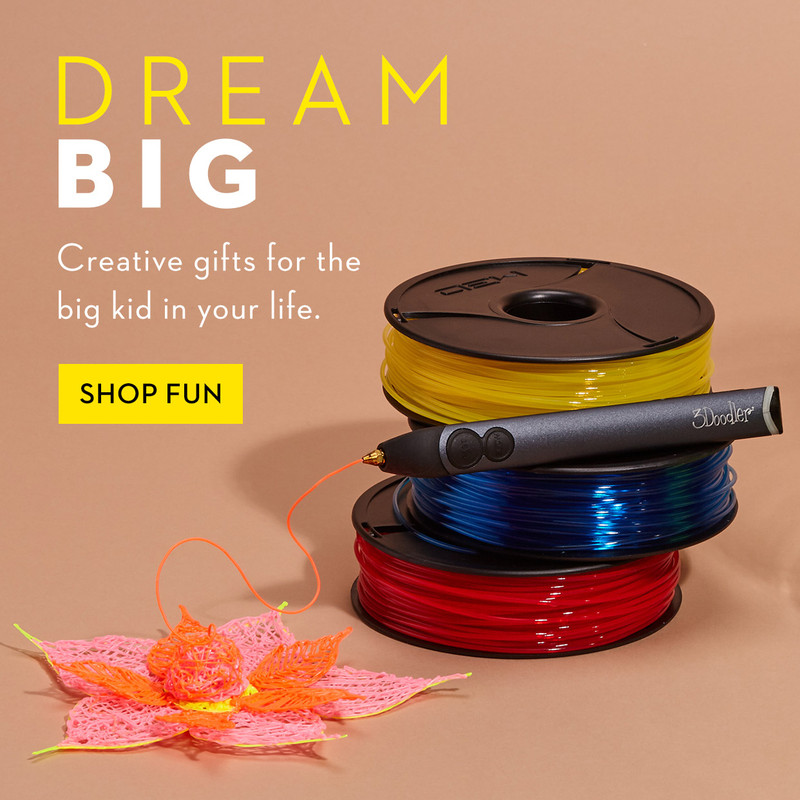 DREAM
BIG
Creative gifts for the
big kid in your life.
SHOP FUN
3Doodler